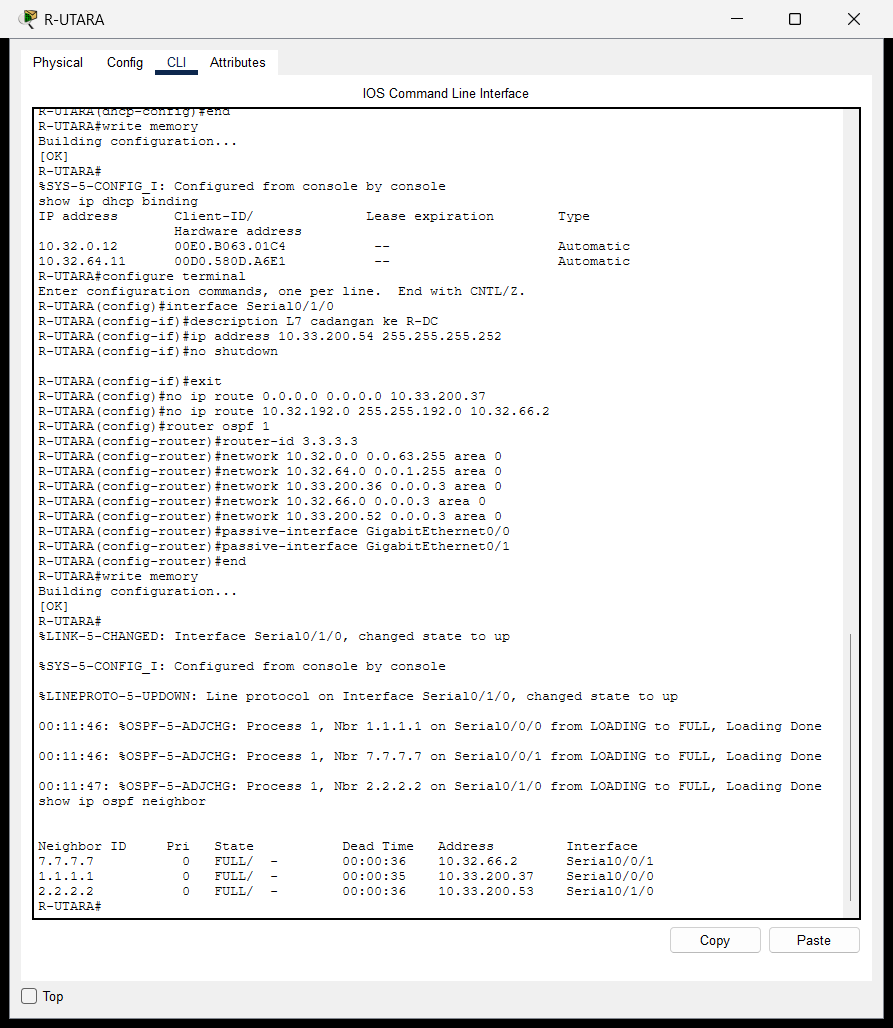 R-UTARA
Physical Config CLI Attributes
IOS Command Line Interface
R-UTARA(dhcp-config)#end
R-UTARA#write memory
Building configuration...
[OK]
R-UTARA#
%SYS-5-CONFIG_I: Configured from console by console
show ip dhcp binding
IP address       Client-ID/              Lease expiration        Type
                 Hardware address
10.32.0.12       00E0.B063.01C4           --                     Automatic
10.32.64.11      00D0.580D.A6E1           --                     Automatic
R-UTARA#configure terminal
Enter configuration commands, one per line.  End with CNTL/Z.
R-UTARA(config)#interface Serial0/1/0
R-UTARA(config-if)#description L7 cadangan ke R-DC
R-UTARA(config-if)#ip address 10.33.200.54 255.255.255.252
R-UTARA(config-if)#no shutdown
R-UTARA(config-if)#exit
R-UTARA(config)#no ip route 0.0.0.0 0.0.0.0 10.33.200.37
R-UTARA(config)#no ip route 10.32.192.0 255.255.192.0 10.32.66.2
R-UTARA(config)#router ospf 1
R-UTARA(config-router)#router-id 3.3.3.3
R-UTARA(config-router)#network 10.32.0.0 0.0.63.255 area 0
R-UTARA(config-router)#network 10.32.64.0 0.0.1.255 area 0
R-UTARA(config-router)#network 10.33.200.36 0.0.0.3 area 0
R-UTARA(config-router)#network 10.32.66.0 0.0.0.3 area 0
R-UTARA(config-router)#network 10.33.200.52 0.0.0.3 area 0
R-UTARA(config-router)#passive-interface GigabitEthernet0/0
R-UTARA(config-router)#passive-interface GigabitEthernet0/1
R-UTARA(config-router)#end
R-UTARA#write memory
Building configuration...
[OK]
R-UTARA#
%LINK-5-CHANGED: Interface Serial0/1/0, changed state to up
%SYS-5-CONFIG_I: Configured from console by console
%LINEPROTO-5-UPDOWN: Line protocol on Interface Serial0/1/0, changed state to up
00:11:46: %OSPF-5-ADJCHG: Process 1, Nbr 1.1.1.1 on Serial0/0/0 from LOADING to FULL, Loading Done
00:11:46: %OSPF-5-ADJCHG: Process 1, Nbr 7.7.7.7 on Serial0/0/1 from LOADING to FULL, Loading Done
00:11:47: %OSPF-5-ADJCHG: Process 1, Nbr 2.2.2.2 on Serial0/1/0 from LOADING to FULL, Loading Done
show ip ospf neighbor
Neighbor ID     Pri   State           Dead Time   Address         Interface
7.7.7.7           0   FULL/  -        00:00:36    10.32.66.2      Serial0/0/1
1.1.1.1           0   FULL/  -        00:00:35    10.33.200.37    Serial0/0/0
2.2.2.2           0   FULL/  -        00:00:36    10.33.200.53    Serial0/1/0
R-UTARA#
Copy Paste
Top